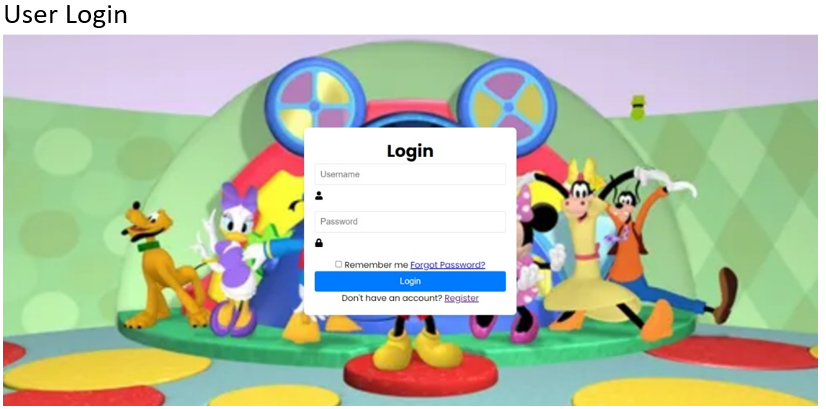 User Login
Login
Username
Password
Remember me Forgot Password?
Login
Don't have an account? Register